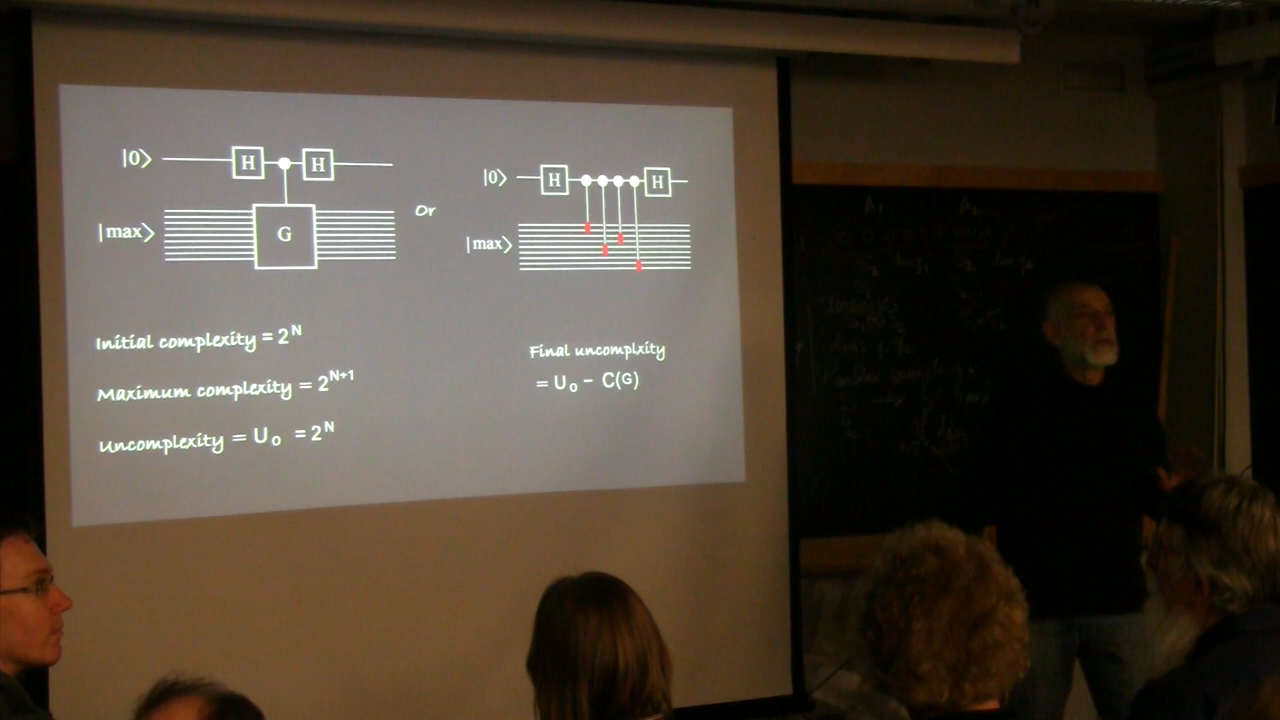 |0⟩ H H
|max⟩ G
Or
|0⟩ H H
|max⟩
Initial complexity = 2^N
Maximum complexity = 2^N+1
Uncomplexity = U₀ = 2^N
Final uncomplxity
= U₀ − C(G)